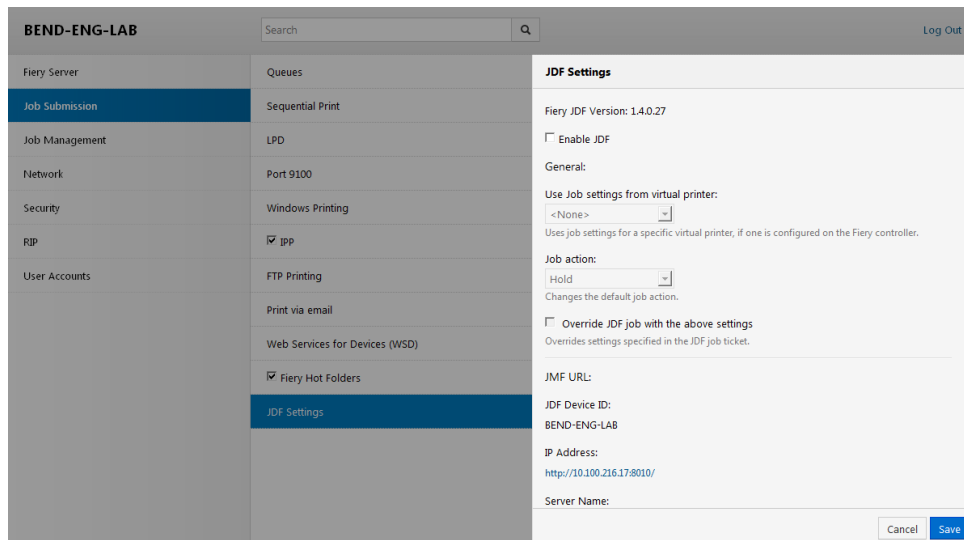 BEND-ENG-LAB
Search
Log Out
Fiery Server
Job Submission
Job Management
Network
Security
RIP
User Accounts
Queues
Sequential Print
LPD
Port 9100
Windows Printing
IPP
FTP Printing
Print via email
Web Services for Devices (WSD)
Fiery Hot Folders
JDF Settings
JDF Settings
Fiery JDF Version: 1.4.0.27
Enable JDF
General:
Use Job settings from virtual printer:
<None>
Uses job settings for a specific virtual printer, if one is configured on the Fiery controller.
Job action:
Hold
Changes the default job action.
Override JDF job with the above settings
Overrides settings specified in the JDF job ticket.
JMF URL:
JDF Device ID:
BEND-ENG-LAB
IP Address:
http://10.100.216.17:8010/
Server Name:
Cancel
Save